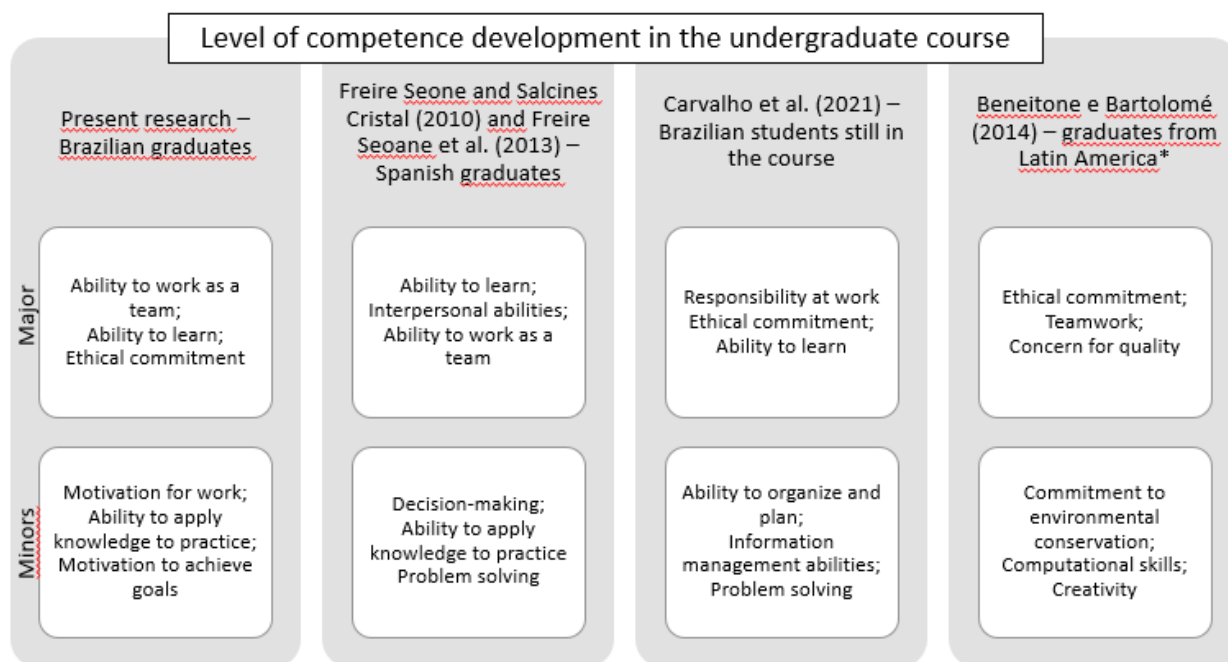 Level of competence development in the undergraduate course
Present research –
Brazilian graduates
Freire Seone and Salcines
Cristal (2010) and Freire
Seoane et al. (2013) –
Spanish graduates
Carvalho et al. (2021) –
Brazilian students still in
the course
Beneitone e Bartolomé
(2014) – graduates from
Latin America*
Major
Ability to work as a
team;
Ability to learn;
Ethical commitment
Ability to learn;
Interpersonal abilities;
Ability to work as a
team
Responsibility at work
Ethical commitment;
Ability to learn
Ethical commitment;
Teamwork;
Concern for quality
Minors
Motivation for work;
Ability to apply
knowledge to practice;
Motivation to achieve
goals
Decision-making;
Ability to apply
knowledge to practice
Problem solving
Ability to organize and
plan;
Information
management abilities;
Problem solving
Commitment to
environmental
conservation;
Computational skills;
Creativity